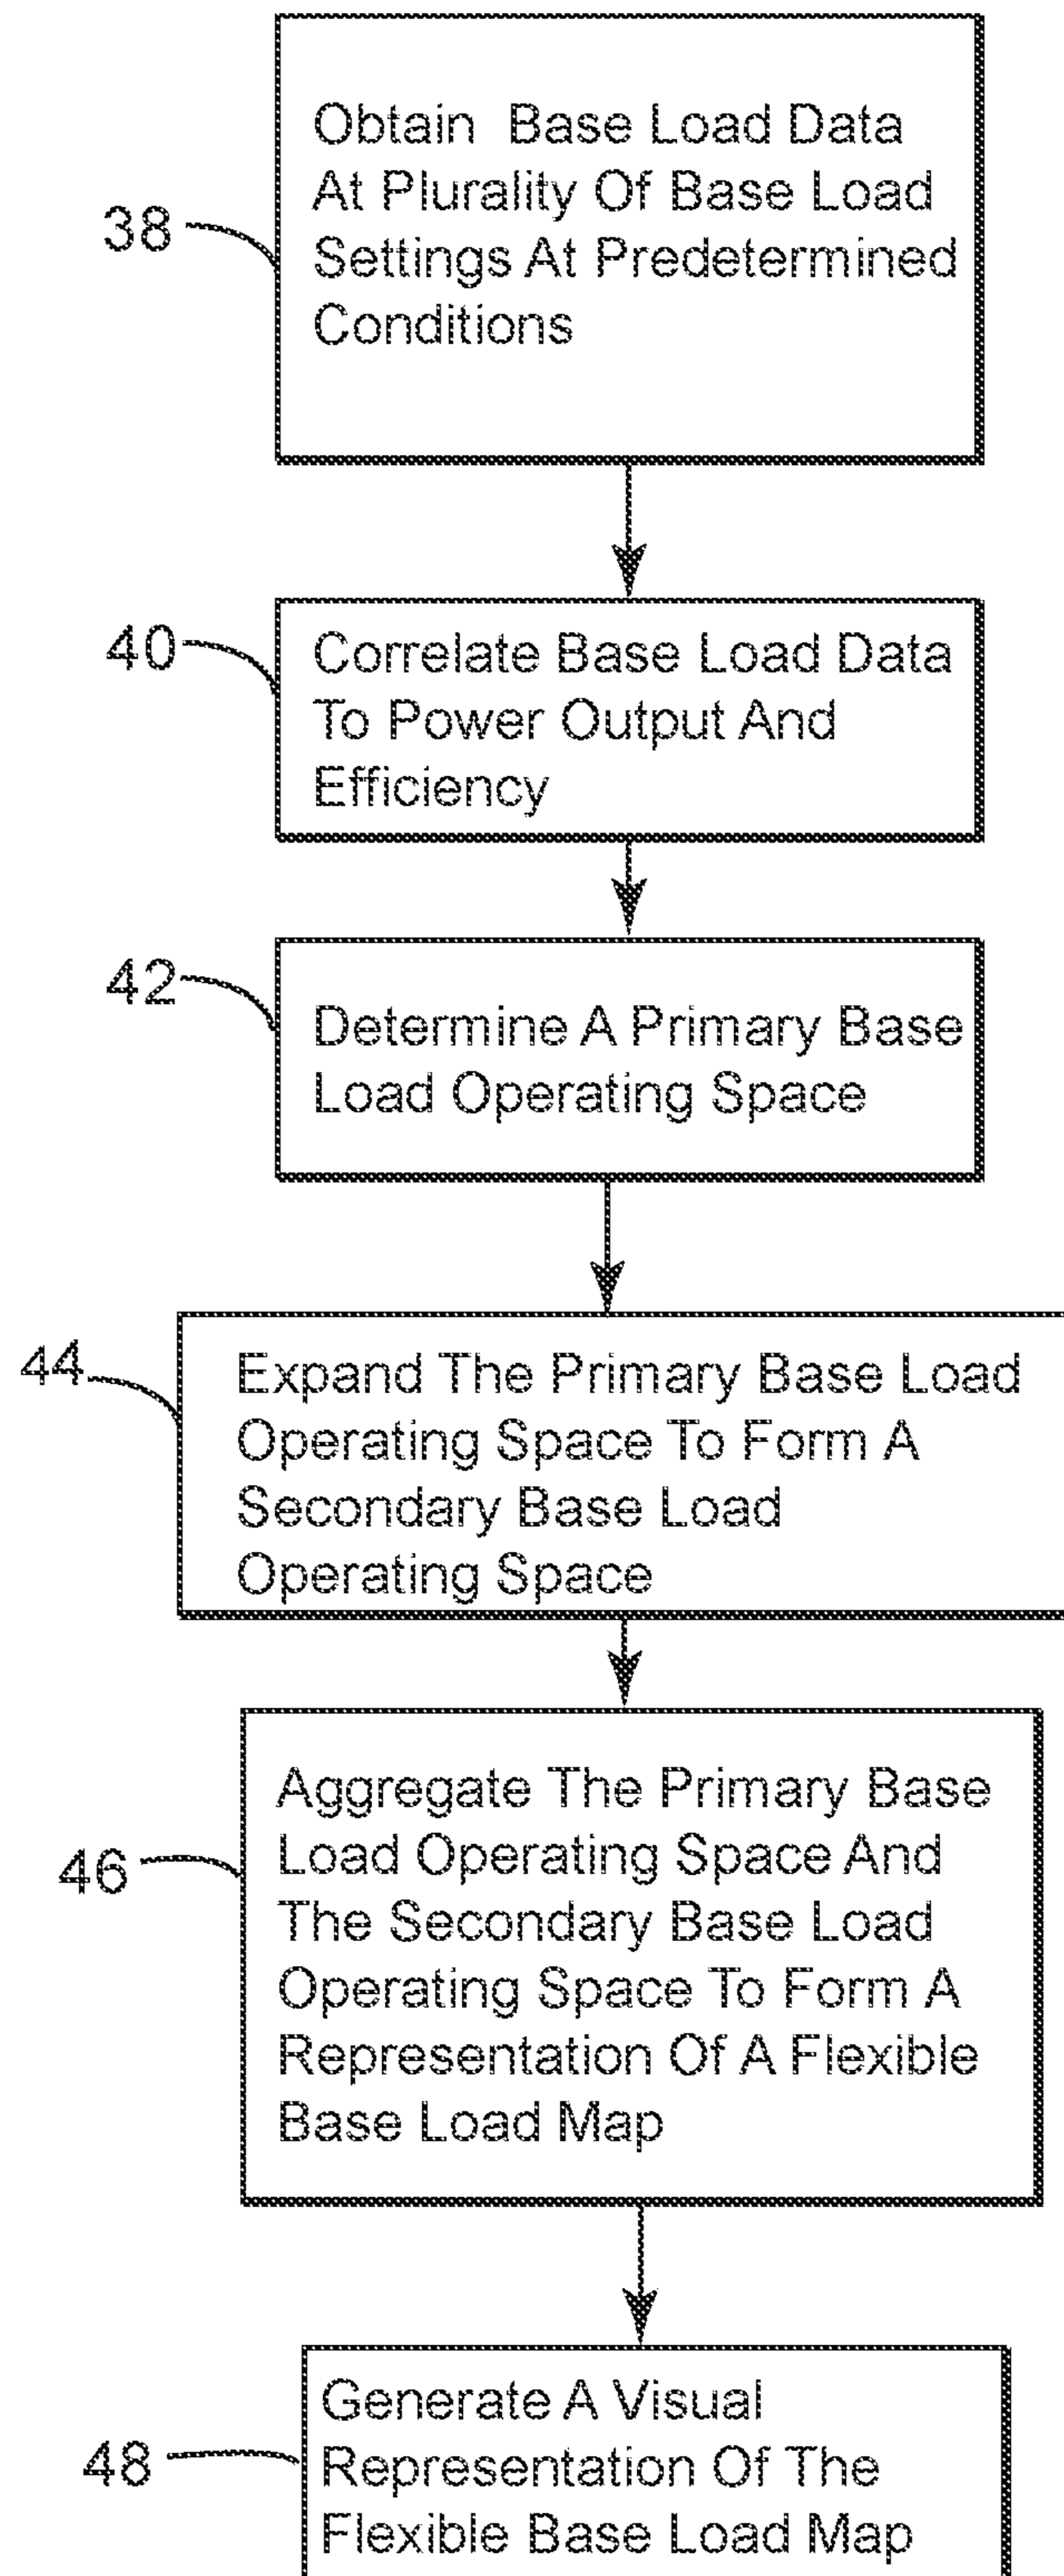 Obtain Base Load Data
At Plurality Of Base Load
38
Settings At Predetermined
Conditions
40
Correlate Base Load Data
To Power Output And
Efficiency
42
Determine A Primary Base
Load Operating Space
44
Expand The Primary Base Load
Operating Space To Form A
Secondary Base Load
Operating Space
Aggregate The Primary Base
46
Load Operating Space And
The Secondary Base Load
Operating Space To Form A
Representation Of A Flexible
Base Load Map
Generate A Visual
48
Representation Of The
Flexible Base Load Map